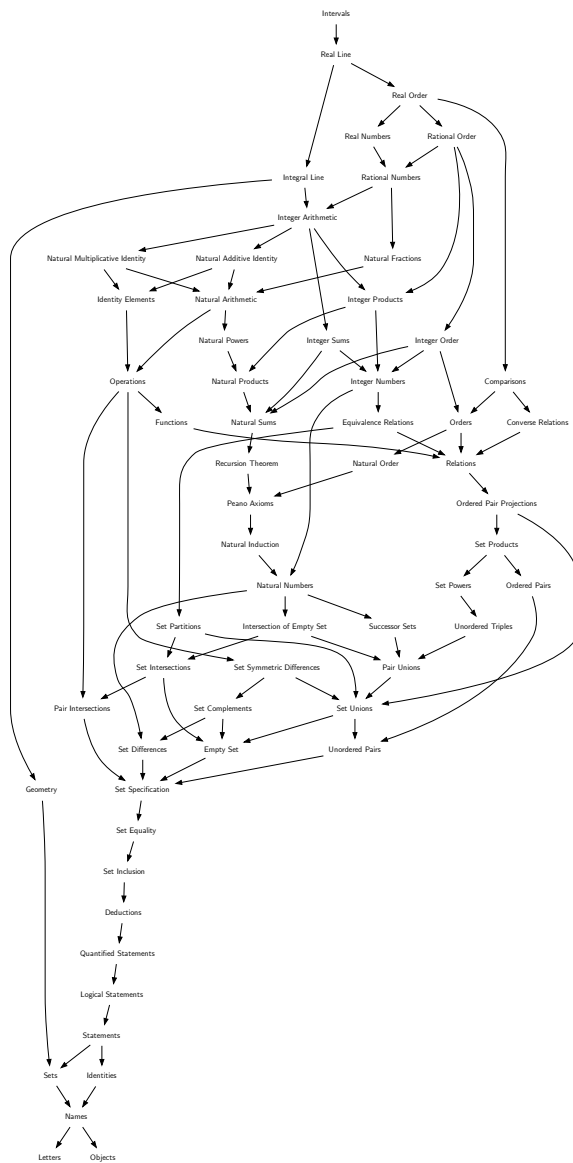 Intervals
Real Line
Real Order
Real Numbers
Rational Order
Integral Line
Rational Numbers
Integer Arithmetic
Natural Multiplicative Identity
Natural Additive Identity
Natural Fractions
Identity Elements
Natural Arithmetic
Integer Products
Natural Powers
Integer Sums
Integer Order
Operations
Natural Products
Integer Numbers
Comparisons
Functions
Natural Sums
Equivalence Relations
Orders
Converse Relations
Recursion Theorem
Natural Order
Relations
Peano Axioms
Ordered Pair Projections
Natural Induction
Set Products
Natural Numbers
Set Powers
Ordered Pairs
Set Partitions
Intersection of Empty Set
Successor Sets
Unordered Triples
Set Intersections
Set Symmetric Differences
Pair Unions
Pair Intersections
Set Complements
Set Unions
Set Differences
Empty Set
Unordered Pairs
Geometry
Set Specification
Set Equality
Set Inclusion
Deductions
Quantified Statements
Logical Statements
Statements
Sets
Identities
Names
Letters
Objects